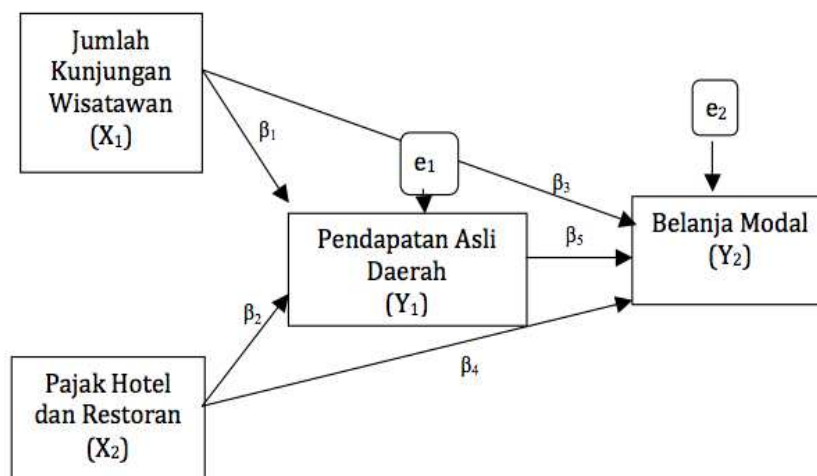 Jumlah
Kunjungan
Wisatawan
(X₁)
β₁
e₁
e₂
β₃
Pendapatan Asli
Daerah
(Y₁)
β₅
Belanja Modal
(Y₂)
β₂
β₄
Pajak Hotel
dan Restoran
(X₂)